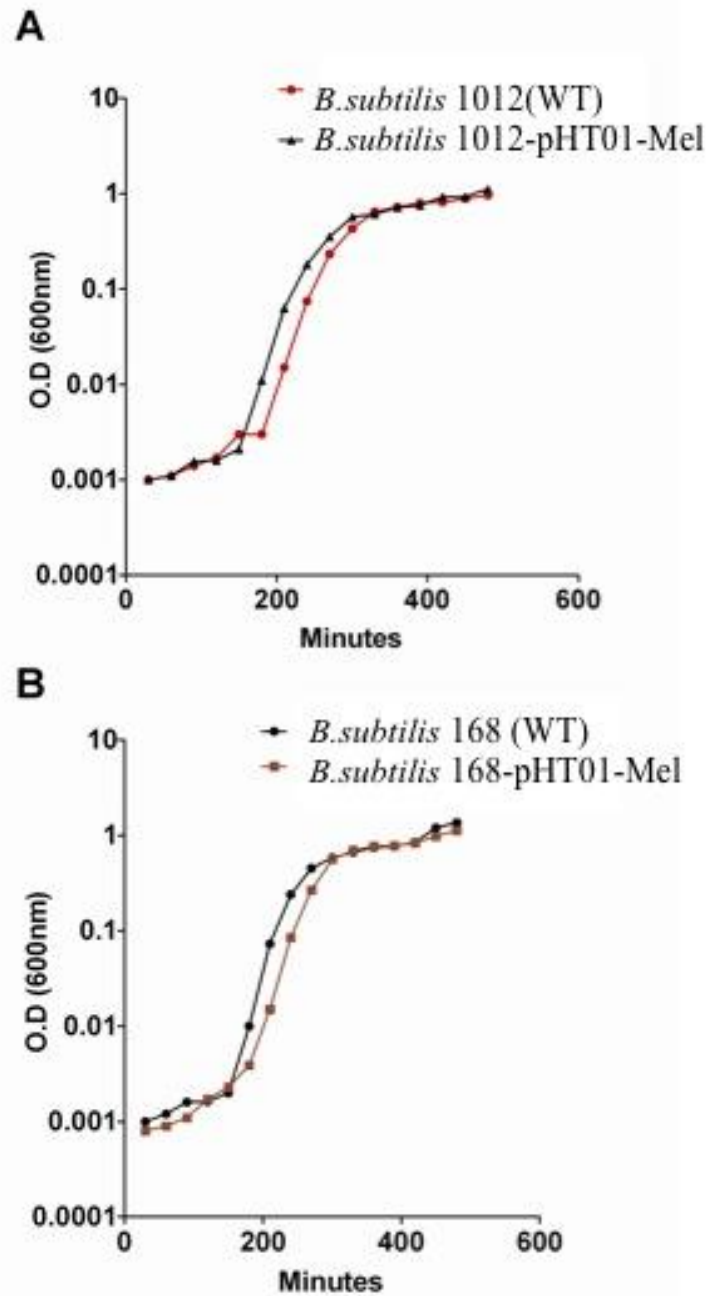 A
B.subtilis 1012(WT)
B.subtilis 1012-pHT01-Mel
10
1
0.1
0.01
0.001
0.0001
O.D (600nm)
0 200 400 600
Minutes
B
B.subtilis 168 (WT)
B.subtilis 168-pHT01-Mel
10
1
0.1
0.01
0.001
0.0001
O.D (600nm)
0 200 400 600
Minutes